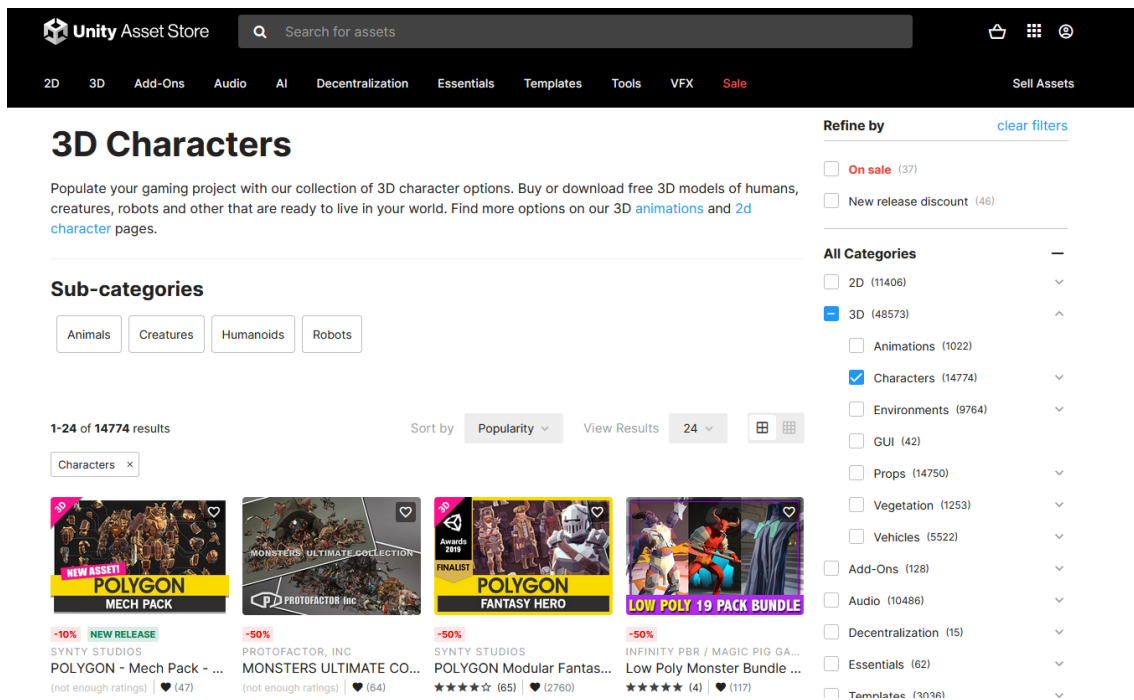 Unity Asset Store
Search for assets
2D 3D Add-Ons Audio AI Decentralization Essentials Templates Tools VFX Sale Sell Assets
3D Characters
Populate your gaming project with our collection of 3D character options. Buy or download free 3D models of humans,
creatures, robots and other that are ready to live in your world. Find more options on our 3D animations and 2d
character pages.
Sub-categories
Animals Creatures Humanoids Robots
1-24 of 14774 results
Sort by Popularity View Results 24
Characters ×
3D
NEW ASSET!
POLYGON
MECH PACK
-10% NEW RELEASE
SYNTY STUDIOS
POLYGON - Mech Pack - ...
(not enough ratings) (47)
MONSTERS ULTIMATE COLLECTION
PROTOFACTOR Inc
-50%
PROTOFACTOR, INC
MONSTERS ULTIMATE CO...
(not enough ratings) (64)
3D
Awards
2019
FINALIST
POLYGON
FANTASY HERO
-50%
SYNTY STUDIOS
POLYGON Modular Fantas...
★★★★☆ (65) (2760)
LOW POLY 19 PACK BUNDLE
-50%
INFINITY PBR / MAGIC PIG GA...
Low Poly Monster Bundle ...
★★★★★ (4) (117)
Refine by clear filters
On sale (37)
New release discount (46)
All Categories
2D (11406)
3D (48573)
Animations (1022)
Characters (14774)
Environments (9764)
GUI (42)
Props (14750)
Vegetation (1253)
Vehicles (5522)
Add-Ons (128)
Audio (10486)
Decentralization (15)
Essentials (62)
Templates (3036)